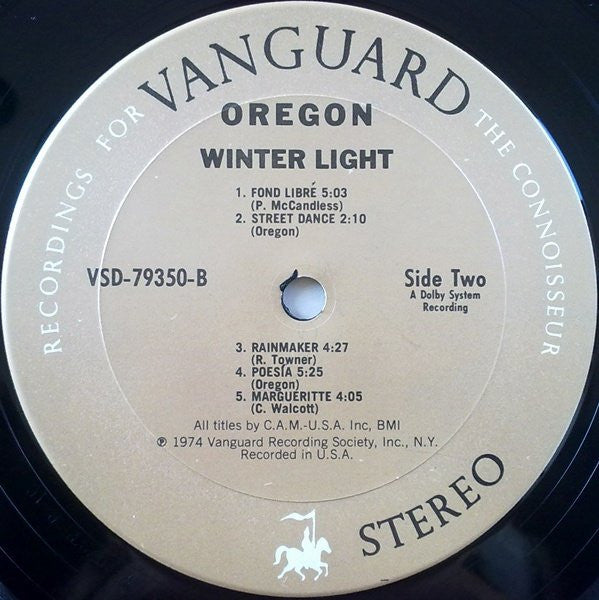 RECORDINGS FOR VANGUARD THE CONNOISSEUR
OREGON
WINTER LIGHT
1. FOND LIBRÉ 5:03
(P. McCandless)
2. STREET DANCE 2:10
(Oregon)
VSD-79350-B
Side Two
A Dolby System
Recording
3. RAINMAKER 4:27
(R. Towner)
4. POESÍA 5:25
(Oregon)
5. MARGUERITTE 4:05
(C. Walcott)
All titles by C.A.M.-U.S.A. Inc, BMI
℗ 1974 Vanguard Recording Society, Inc., N.Y.
Recorded in U.S.A.
STEREO